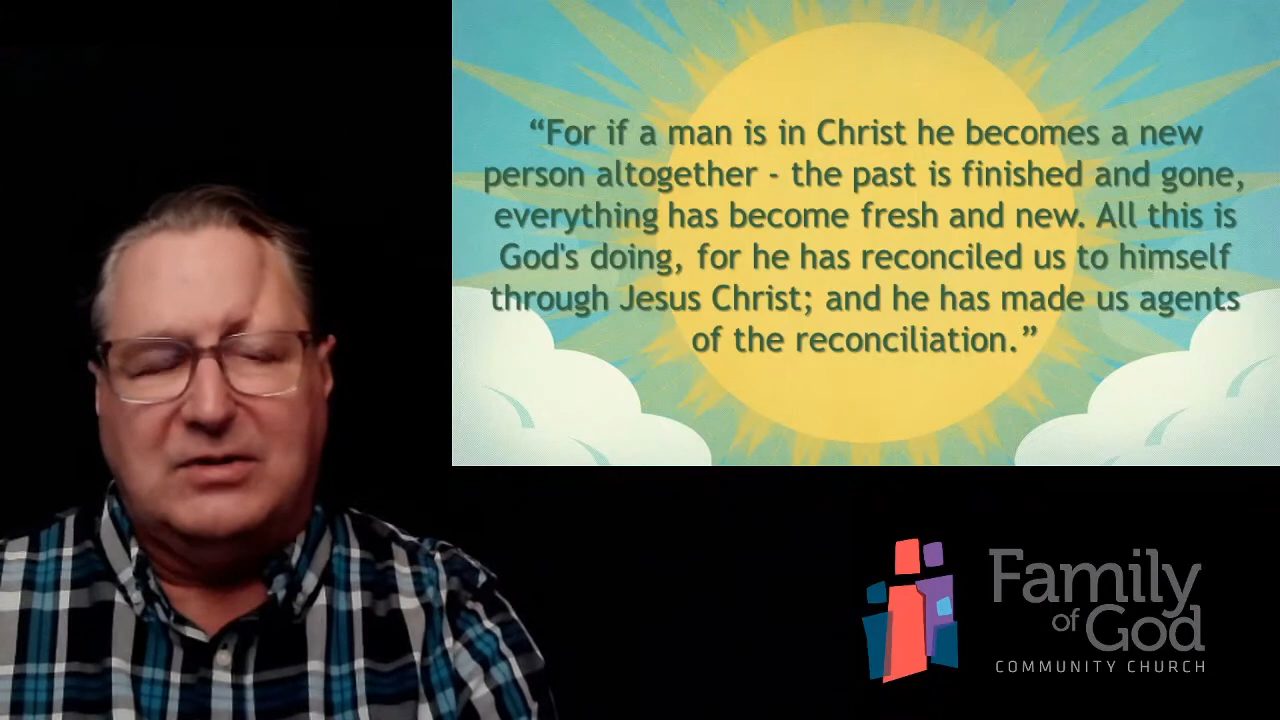 “For if a man is in Christ he becomes a new
person altogether - the past is finished and gone,
everything has become fresh and new. All this is
God's doing, for he has reconciled us to himself
through Jesus Christ; and he has made us agents
of the reconciliation.”
Family
of God
COMMUNITY CHURCH